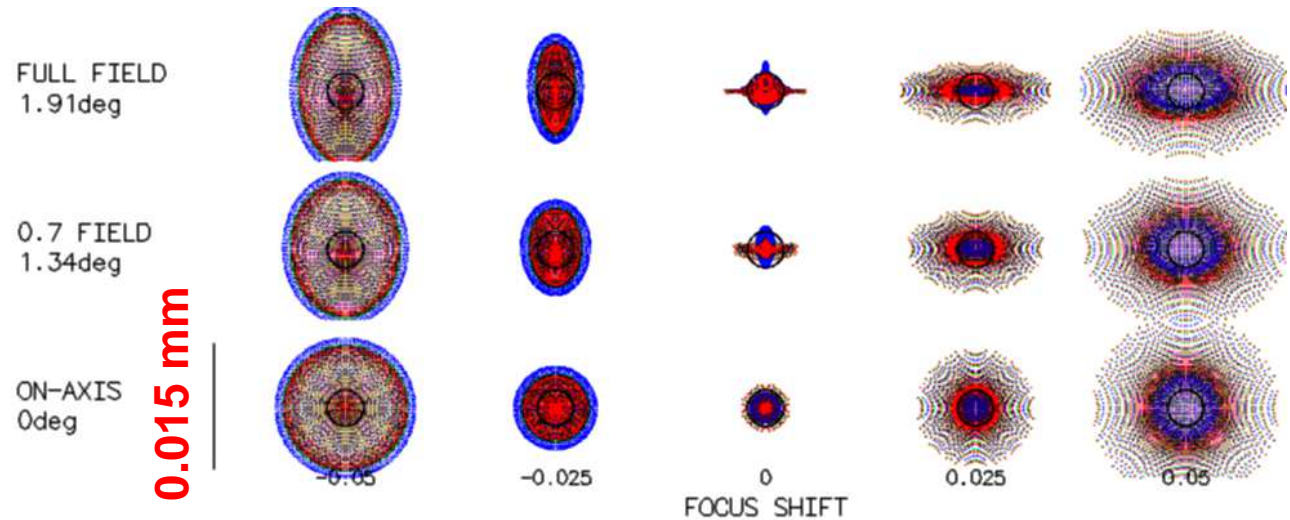 FULL FIELD
1.91deg
0.7 FIELD
1.34deg
0.015 mm
ON-AXIS
0deg
-0.05
-0.025
0
0.025
0.05
FOCUS SHIFT